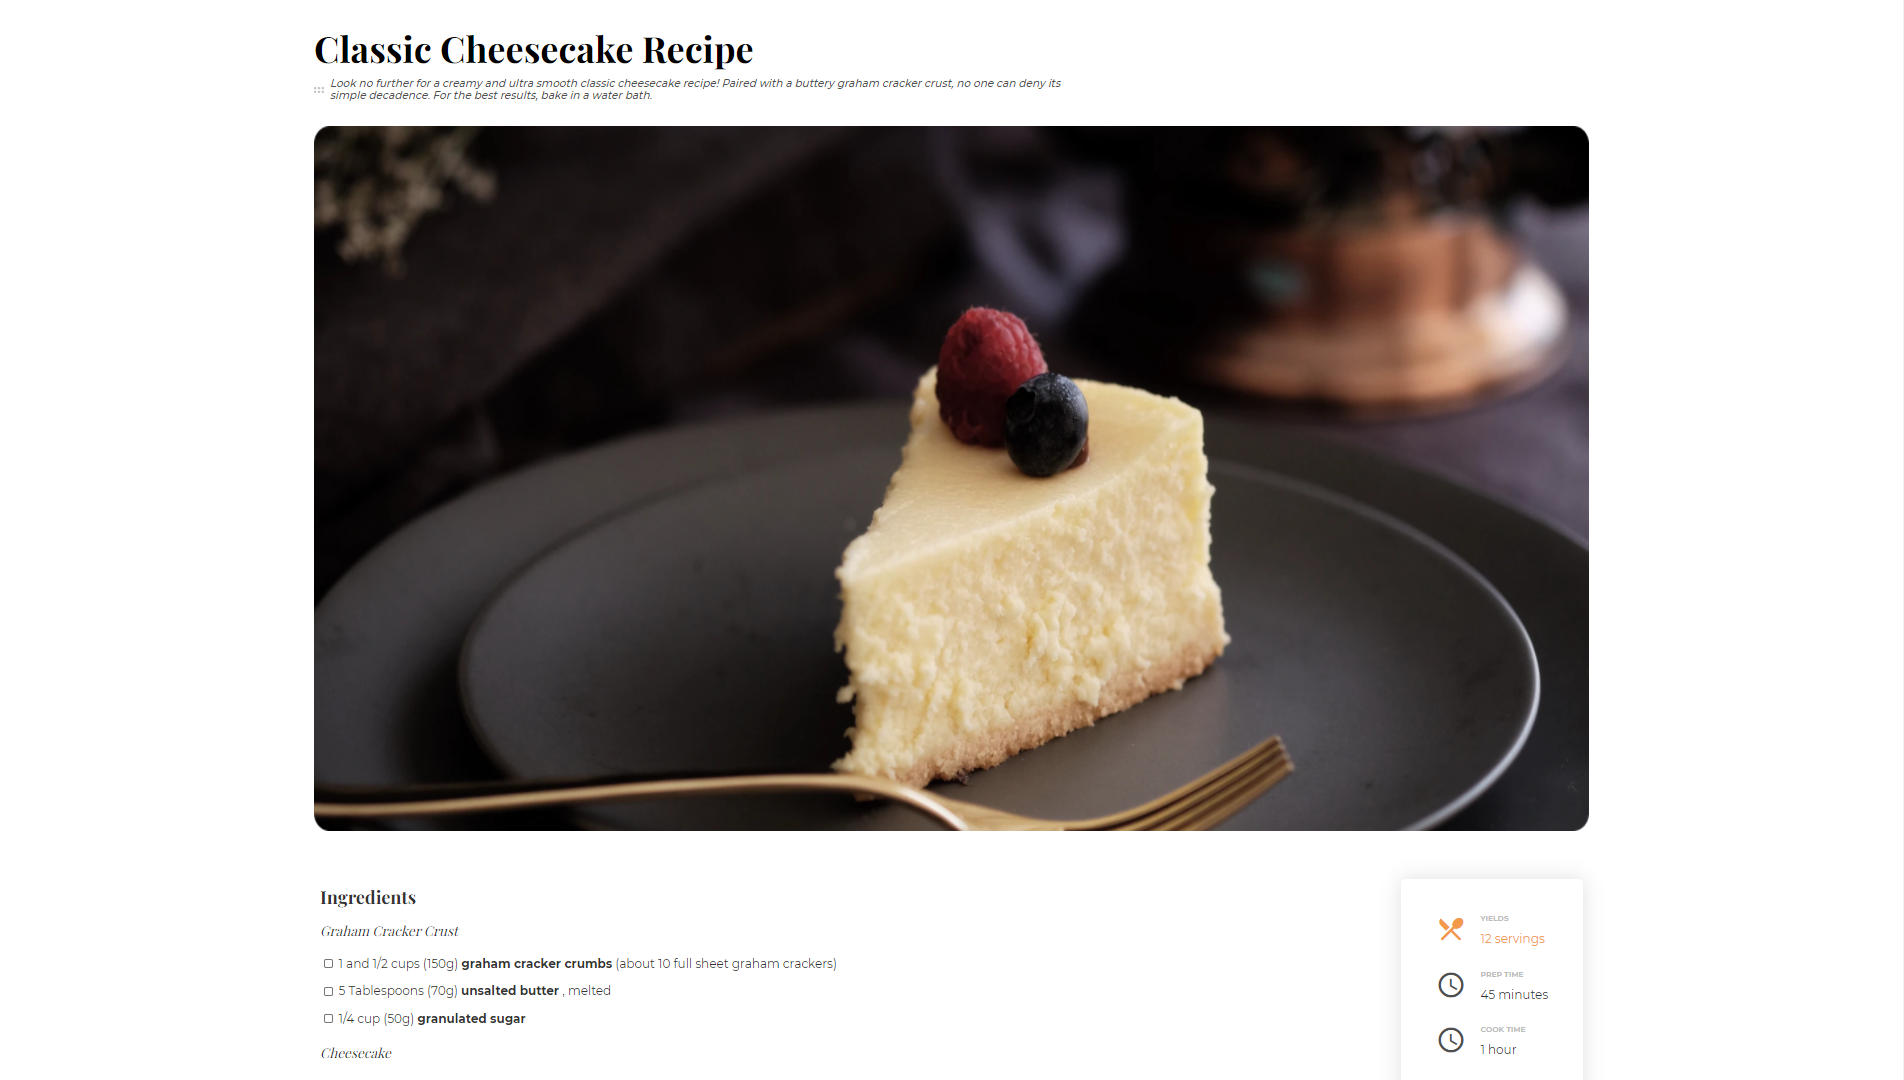 Classic Cheesecake Recipe
Look no further for a creamy and ultra smooth classic cheesecake recipe! Paired with a buttery graham cracker crust, no one can deny its
simple decadence. For the best results, bake in a water bath.
Ingredients
Graham Cracker Crust
1 and 1/2 cups (150g) graham cracker crumbs (about 10 full sheet graham crackers)
5 Tablespoons (70g) unsalted butter , melted
1/4 cup (50g) granulated sugar
Cheesecake
YIELDS
12 servings
PREP TIME
45 minutes
COOK TIME
1 hour